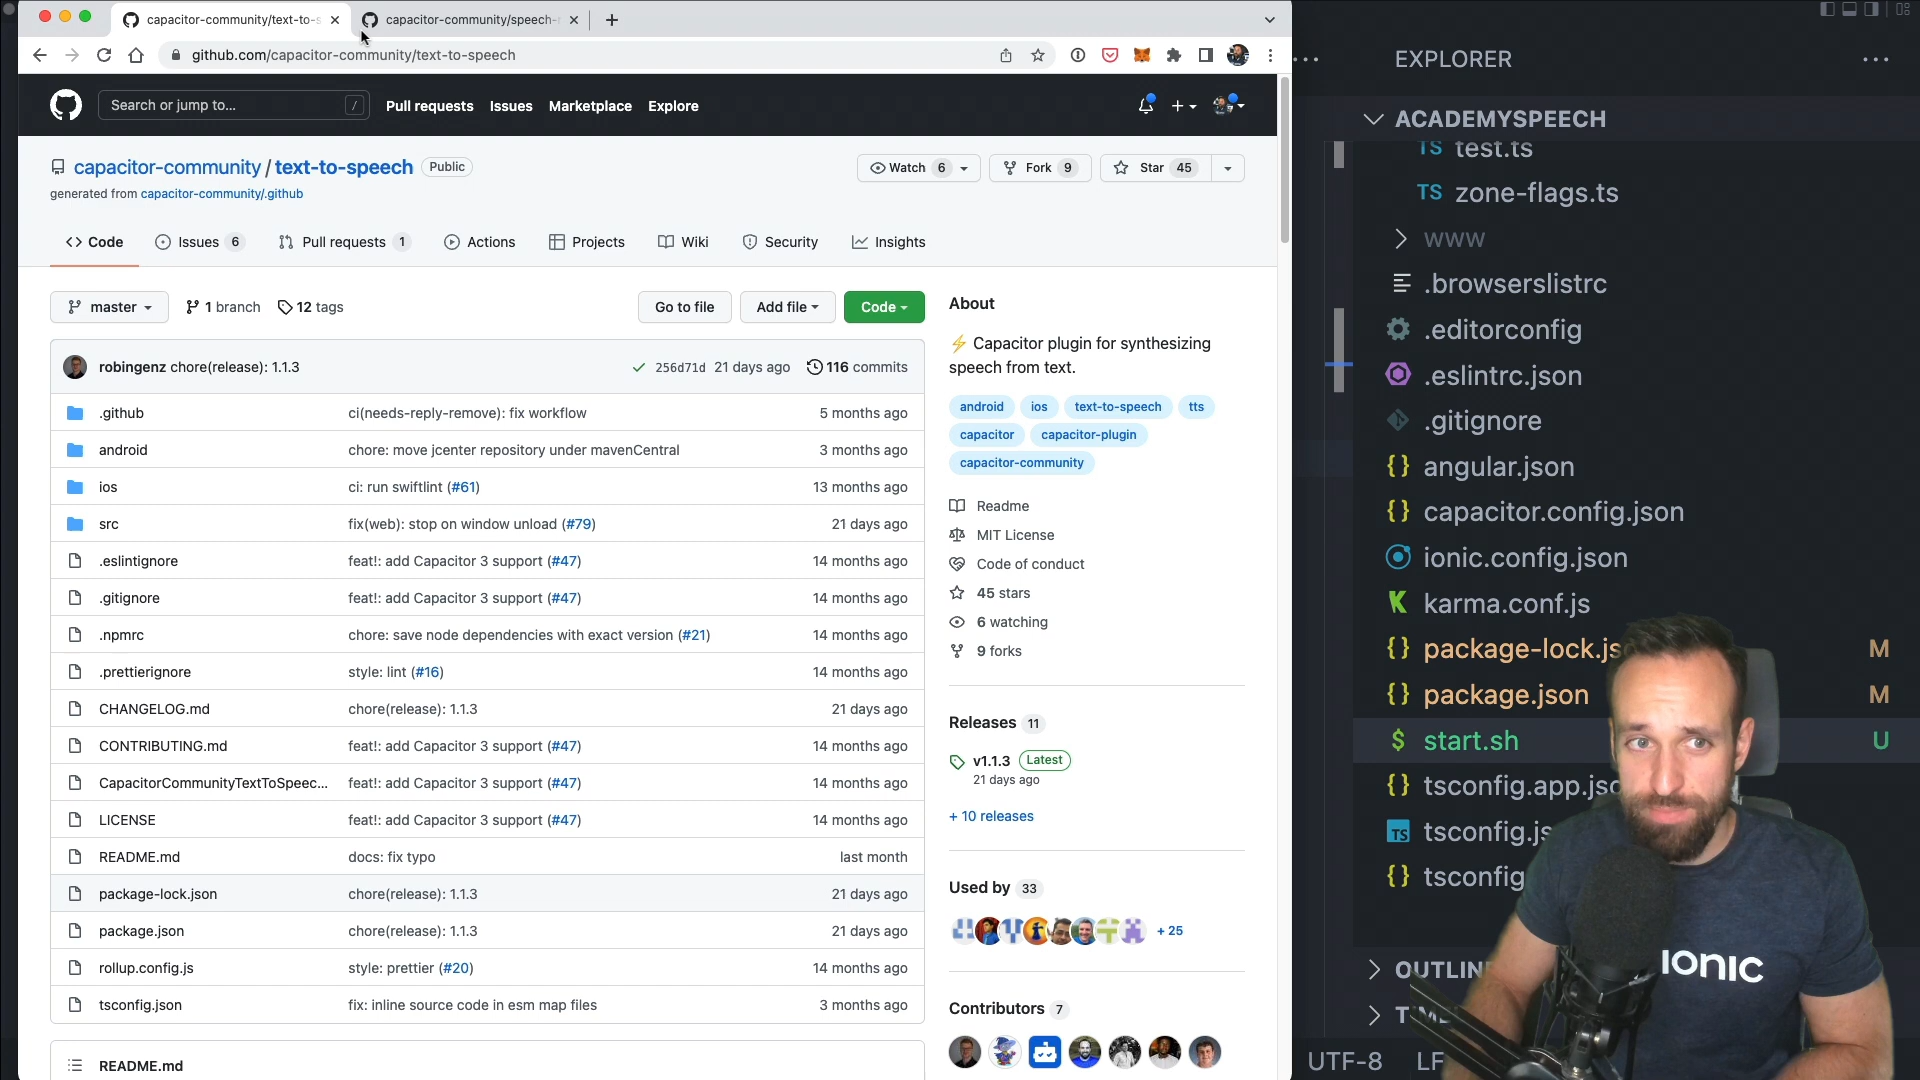 capacitor-community/text-to-s
capacitor-community/speech-
github.com/capacitor-community/text-to-speech
Search or jump to...
/
Pull requests
Issues
Marketplace
Explore
capacitor-community / text-to-speech
Public
generated from capacitor-community/.github
Watch 6
Fork 9
Star 45
Code
Issues 6
Pull requests 1
Actions
Projects
Wiki
Security
Insights
master
1 branch
12 tags
Go to file
Add file
Code
robingenz chore(release): 1.1.3
256d71d 21 days ago
116 commits
.github ci(needs-reply-remove): fix workflow 5 months ago
android chore: move jcenter repository under mavenCentral 3 months ago
ios ci: run swiftlint (#61) 13 months ago
src fix(web): stop on window unload (#79) 21 days ago
.eslintignore feat!: add Capacitor 3 support (#47) 14 months ago
.gitignore feat!: add Capacitor 3 support (#47) 14 months ago
.npmrc chore: save node dependencies with exact version (#21) 14 months ago
.prettierignore style: lint (#16) 14 months ago
CHANGELOG.md chore(release): 1.1.3 21 days ago
CONTRIBUTING.md feat!: add Capacitor 3 support (#47) 14 months ago
CapacitorCommunityTextToSpeec... feat!: add Capacitor 3 support (#47) 14 months ago
LICENSE feat!: add Capacitor 3 support (#47) 14 months ago
README.md docs: fix typo last month
package-lock.json chore(release): 1.1.3 21 days ago
package.json chore(release): 1.1.3 21 days ago
rollup.config.js style: prettier (#20) 14 months ago
tsconfig.json fix: inline source code in esm map files 3 months ago
README.md
About
⚡ Capacitor plugin for synthesizing
speech from text.
android ios text-to-speech tts
capacitor capacitor-plugin
capacitor-community
Readme
MIT License
Code of conduct
45 stars
6 watching
9 forks
Releases 11
v1.1.3 Latest
21 days ago
+ 10 releases
Used by 33
+ 25
Contributors 7
EXPLORER
ACADEMYSPEECH
TS test.ts
TS zone-flags.ts
www
.browserslistrc
.editorconfig
.eslintrc.json
.gitignore
{} angular.json
{} capacitor.config.json
ionic.config.json
karma.conf.js
{} package-lock.js M
{} package.json M
$ start.sh U
{} tsconfig.app.jso
TS tsconfig.js
{} tsconfig
OUTLIN
TIME
UTF-8 LF
IONIC